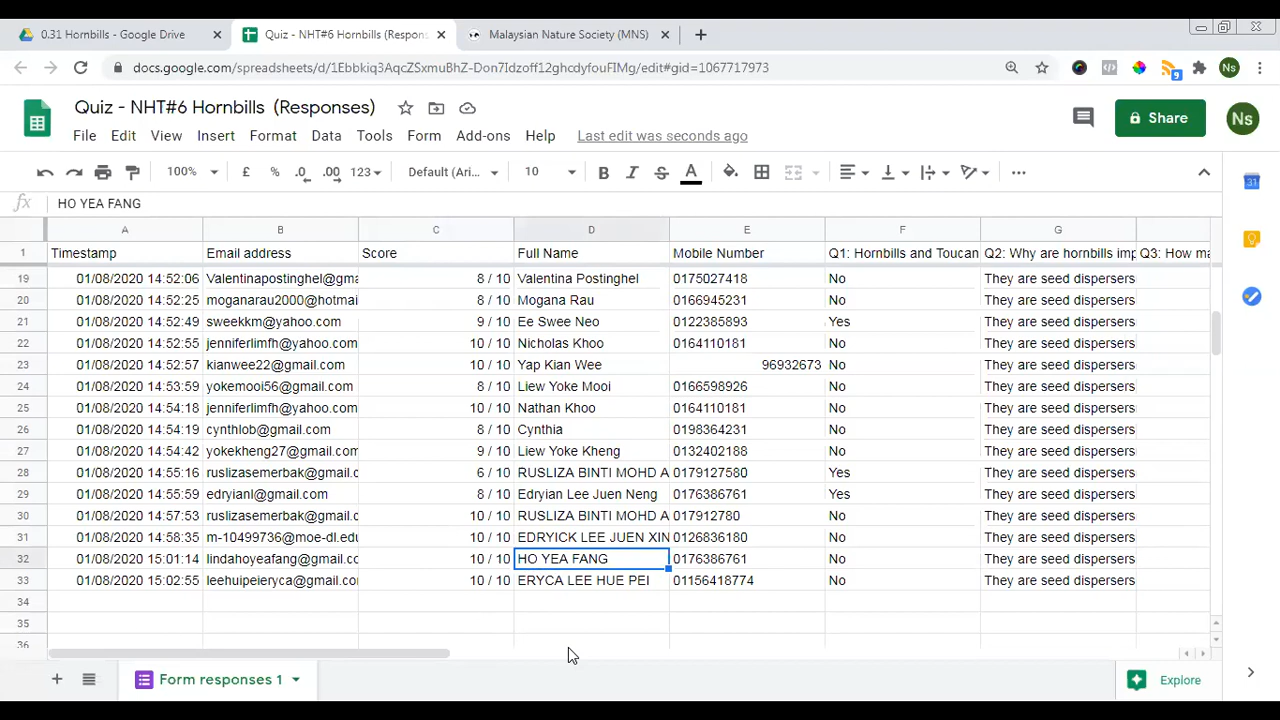 0.31 Hornbills - Google Drive
Quiz - NHT#6 Hornbills (Respon
Malaysian Nature Society (MNS)
docs.google.com/spreadsheets/d/1Ebbkiq3AqcZSxmuBhZ-Don7Idzoff12ghcdyfouFIMg/edit#gid=1067717973
9
Ns
Quiz - NHT#6 Hornbills (Responses)
Share
Ns
File Edit View Insert Format Data Tools Form Add-ons Help Last edit was seconds ago
100% £ % .0 .00 123 Default (Ari... 10 B I S A
31
fx HO YEA FANG
A B C D E F G
1 Timestamp Email address Score Full Name Mobile Number Q1: Hornbills and Toucan Q2: Why are hornbills imp Q3: How ma
19 01/08/2020 14:52:06 Valentinapostinghel@gma 8 / 10 Valentina Postinghel 0175027418 No They are seed dispersers
20 01/08/2020 14:52:46 moganarau2000@hotmai 8 / 10 Mogana Rau 0166945231 No They are seed dispersers
21 01/08/2020 14:52:49 sweekkm@yahoo.com 9 / 10 Ee Swee Neo 0122385893 Yes They are seed dispersers
22 01/08/2020 14:52:55 jenniferlimfh@yahoo.com 10 / 10 Nicholas Khoo 0164110181 No They are seed dispersers
23 01/08/2020 14:52:57 kianwee22@gmail.com 10 / 10 Yap Kian Wee 96932673 No They are seed dispersers
24 01/08/2020 14:53:59 yokemooi56@gmail.com 8 / 10 Liew Yoke Mooi 0166598926 No They are seed dispersers
25 01/08/2020 14:54:18 jenniferlimfh@yahoo.com 10 / 10 Nathan Khoo 0164110181 No They are seed dispersers
26 01/08/2020 14:54:19 cynthlob@gmail.com 8 / 10 Cynthia 0198364231 No They are seed dispersers
27 01/08/2020 14:54:42 yokekheng27@gmail.com 9 / 10 Liew Yoke Kheng 0132402188 No They are seed dispersers
28 01/08/2020 14:55:16 ruslizasemerbak@gmail.c 6 / 10 RUSLIZA BINTI MOHD A 0179127580 Yes They are seed dispersers
29 01/08/2020 14:55:59 edryianl@gmail.com 8 / 10 Edryian Lee Juen Neng 0176386761 Yes They are seed dispersers
30 01/08/2020 14:57:53 ruslizasemerbak@gmail.c 10 / 10 RUSLIZA BINTI MOHD A 017912780 No They are seed dispersers
31 01/08/2020 14:58:35 m-10499736@moe-dl.edu 10 / 10 EDRYICK LEE JUEN XIN 0126836180 No They are seed dispersers
32 01/08/2020 15:01:14 lindahoyeafang@gmail.co 10 / 10 HO YEA FANG 0176386761 No They are seed dispersers
33 01/08/2020 15:02:55 leehuipeieryca@gmail.co 10 / 10 ERYCA LEE HUE PEI 01156418774 No They are seed dispersers
34
35
36
Form responses 1
Explore